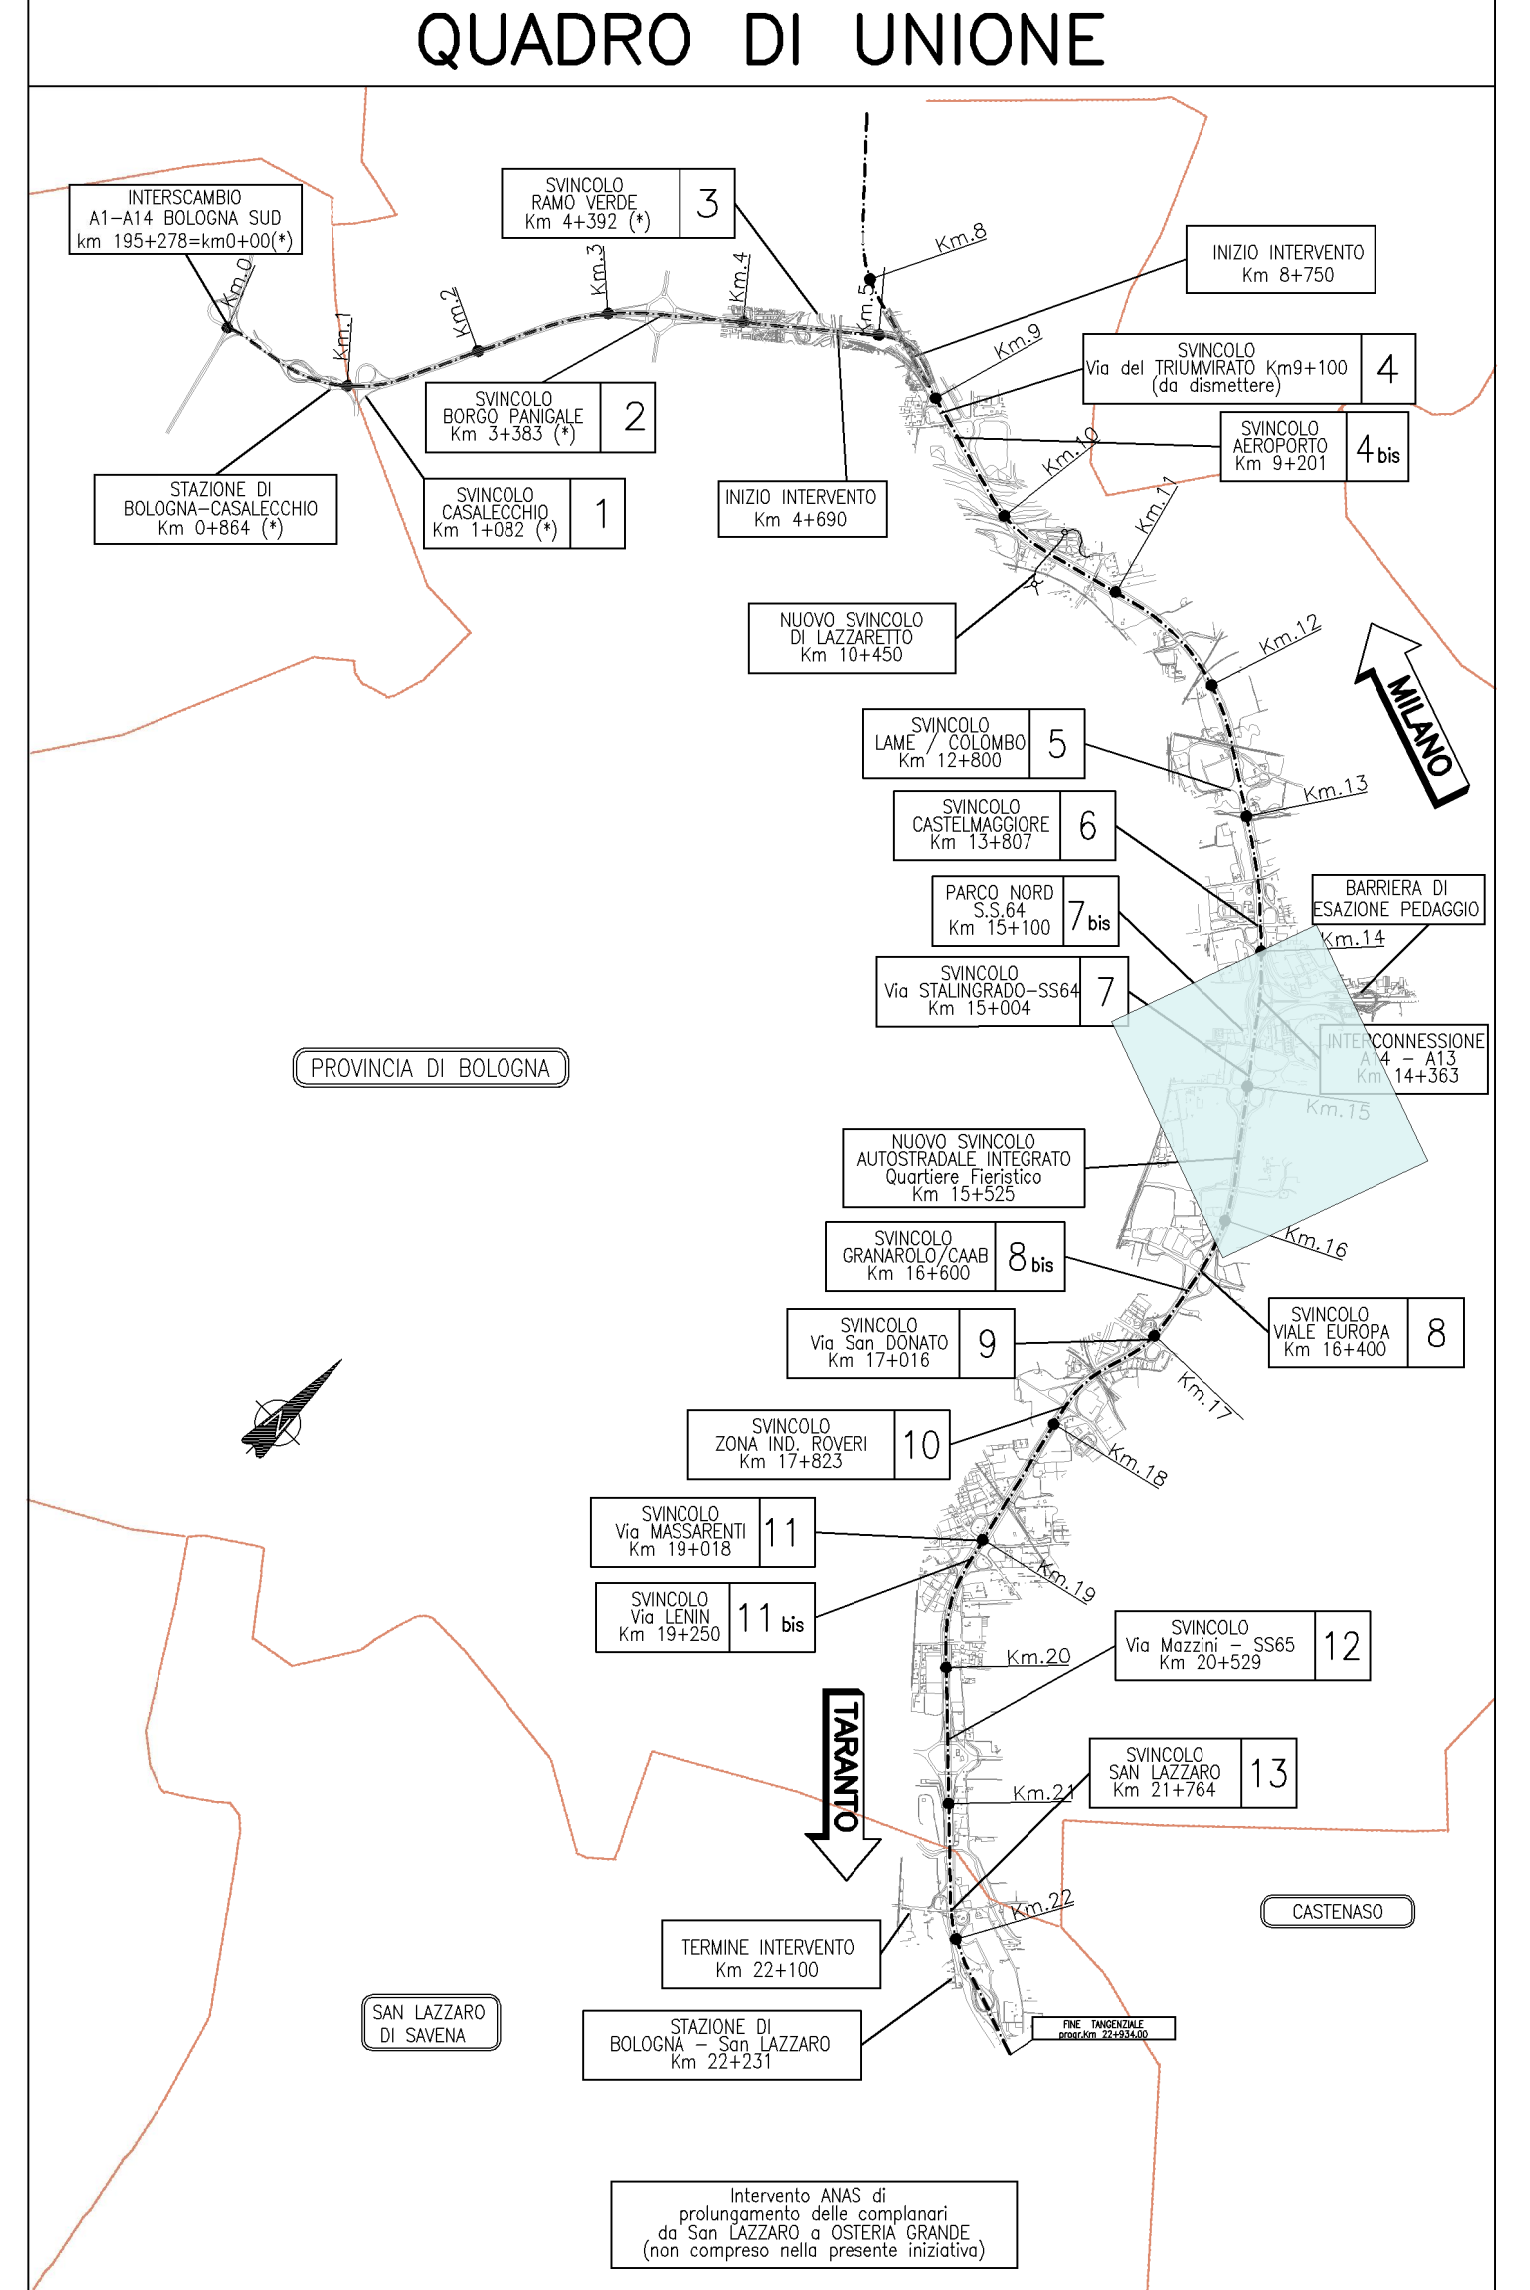 QUADRO DI UNIONE
INTERSCAMBIO
A1-A14 BOLOGNA SUD
km 195+278=km0+00(*)
SVINCOLO
RAMO VERDE
Km 4+392 (*)
3
Km.0
Km.1
Km.2
Km.3
Km.4
Km.5
Km.8
INIZIO INTERVENTO
Km 8+750
Km.9
SVINCOLO
Via del TRIUMVIRATO Km9+100
(da dismettere)
4
SVINCOLO
BORGO PANIGALE
Km 3+383 (*)
2
SVINCOLO
AEROPORTO
Km 9+201
4 bis
Km.10
STAZIONE DI
BOLOGNA-CASALECCHIO
Km 0+864 (*)
SVINCOLO
CASALECCHIO
Km 1+082 (*)
1
INIZIO INTERVENTO
Km 4+690
Km.11
NUOVO SVINCOLO
DI LAZZARETTO
Km 10+450
Km.12
MILANO
SVINCOLO
LAME / COLOMBO
Km 12+800
5
Km.13
SVINCOLO
CASTELMAGGIORE
Km 13+807
6
PARCO NORD
S.S.64
Km 15+100
7 bis
BARRIERA DI
ESAZIONE PEDAGGIO
Km.14
SVINCOLO
Via STALINGRADO-SS64
Km 15+004
7
INTERCONNESSIONE
A14 - A13
Km 14+363
PROVINCIA DI BOLOGNA
Km.15
NUOVO SVINCOLO
AUTOSTRADALE INTEGRATO
Quartiere Fieristico
Km 15+525
Km.16
SVINCOLO
GRANAROLO/CAAB
Km 16+600
8 bis
SVINCOLO
VIALE EUROPA
Km 16+400
8
SVINCOLO
Via San DONATO
Km 17+016
9
Km.17
SVINCOLO
ZONA IND. ROVERI
Km 17+823
10
Km.18
SVINCOLO
Via MASSARENTI
Km 19+018
11
Km.19
SVINCOLO
Via LENIN
Km 19+250
11 bis
SVINCOLO
Via Mazzini - SS65
Km 20+529
12
Km.20
TARANTO
SVINCOLO
SAN LAZZARO
Km 21+764
13
Km.21
Km.22
CASTENASO
TERMINE INTERVENTO
Km 22+100
SAN LAZZARO
DI SAVENA
STAZIONE DI
BOLOGNA - San LAZZARO
Km 22+231
FINE TANGENZIALE
progr.Km 22+934.00
Intervento ANAS di
prolungamento delle complanari
da San LAZZARO a OSTERIA GRANDE
(non compreso nella presente iniziativa)